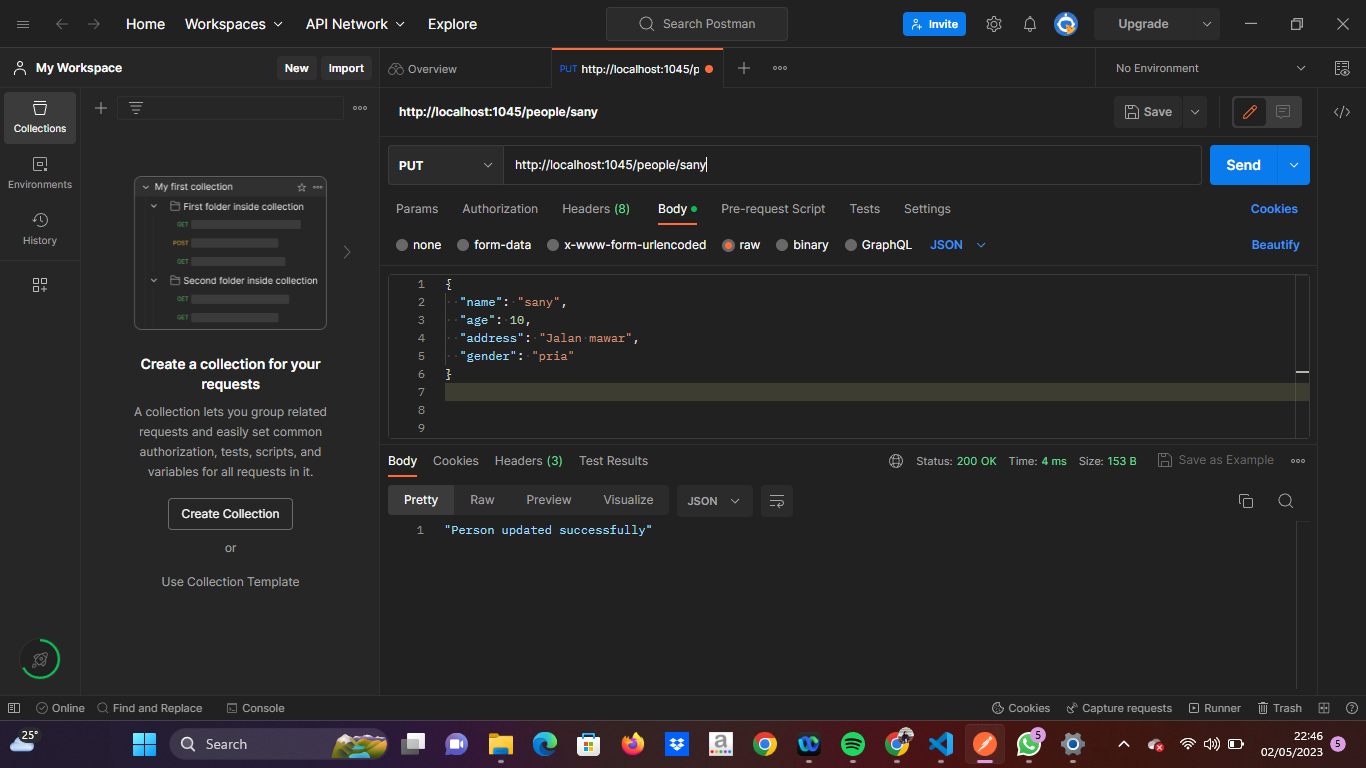 Home Workspaces API Network Explore Search Postman Invite Upgrade
My Workspace New Import Overview PUT http://localhost:1045/p No Environment
Collections
Environments
History
My first collection
First folder inside collection
GET
POST
GET
Second folder inside collection
GET
GET
Create a collection for your
requests
A collection lets you group related
requests and easily set common
authorization, tests, scripts, and
variables for all requests in it.
Create Collection
or
Use Collection Template
http://localhost:1045/people/sany Save
PUT http://localhost:1045/people/sany Send
Params Authorization Headers (8) Body Pre-request Script Tests Settings Cookies
none form-data x-www-form-urlencoded raw binary GraphQL JSON Beautify
1 {
2 "name": "sany",
3 "age": 10,
4 "address": "Jalan mawar",
5 "gender": "pria"
6 }
7
8
9
Body Cookies Headers (3) Test Results Status: 200 OK Time: 4 ms Size: 153 B Save as Example
Pretty Raw Preview Visualize JSON
1 "Person updated successfully"
Online Find and Replace Console Cookies Capture requests Runner Trash
25° Search a 5 22:46
02/05/2023 5